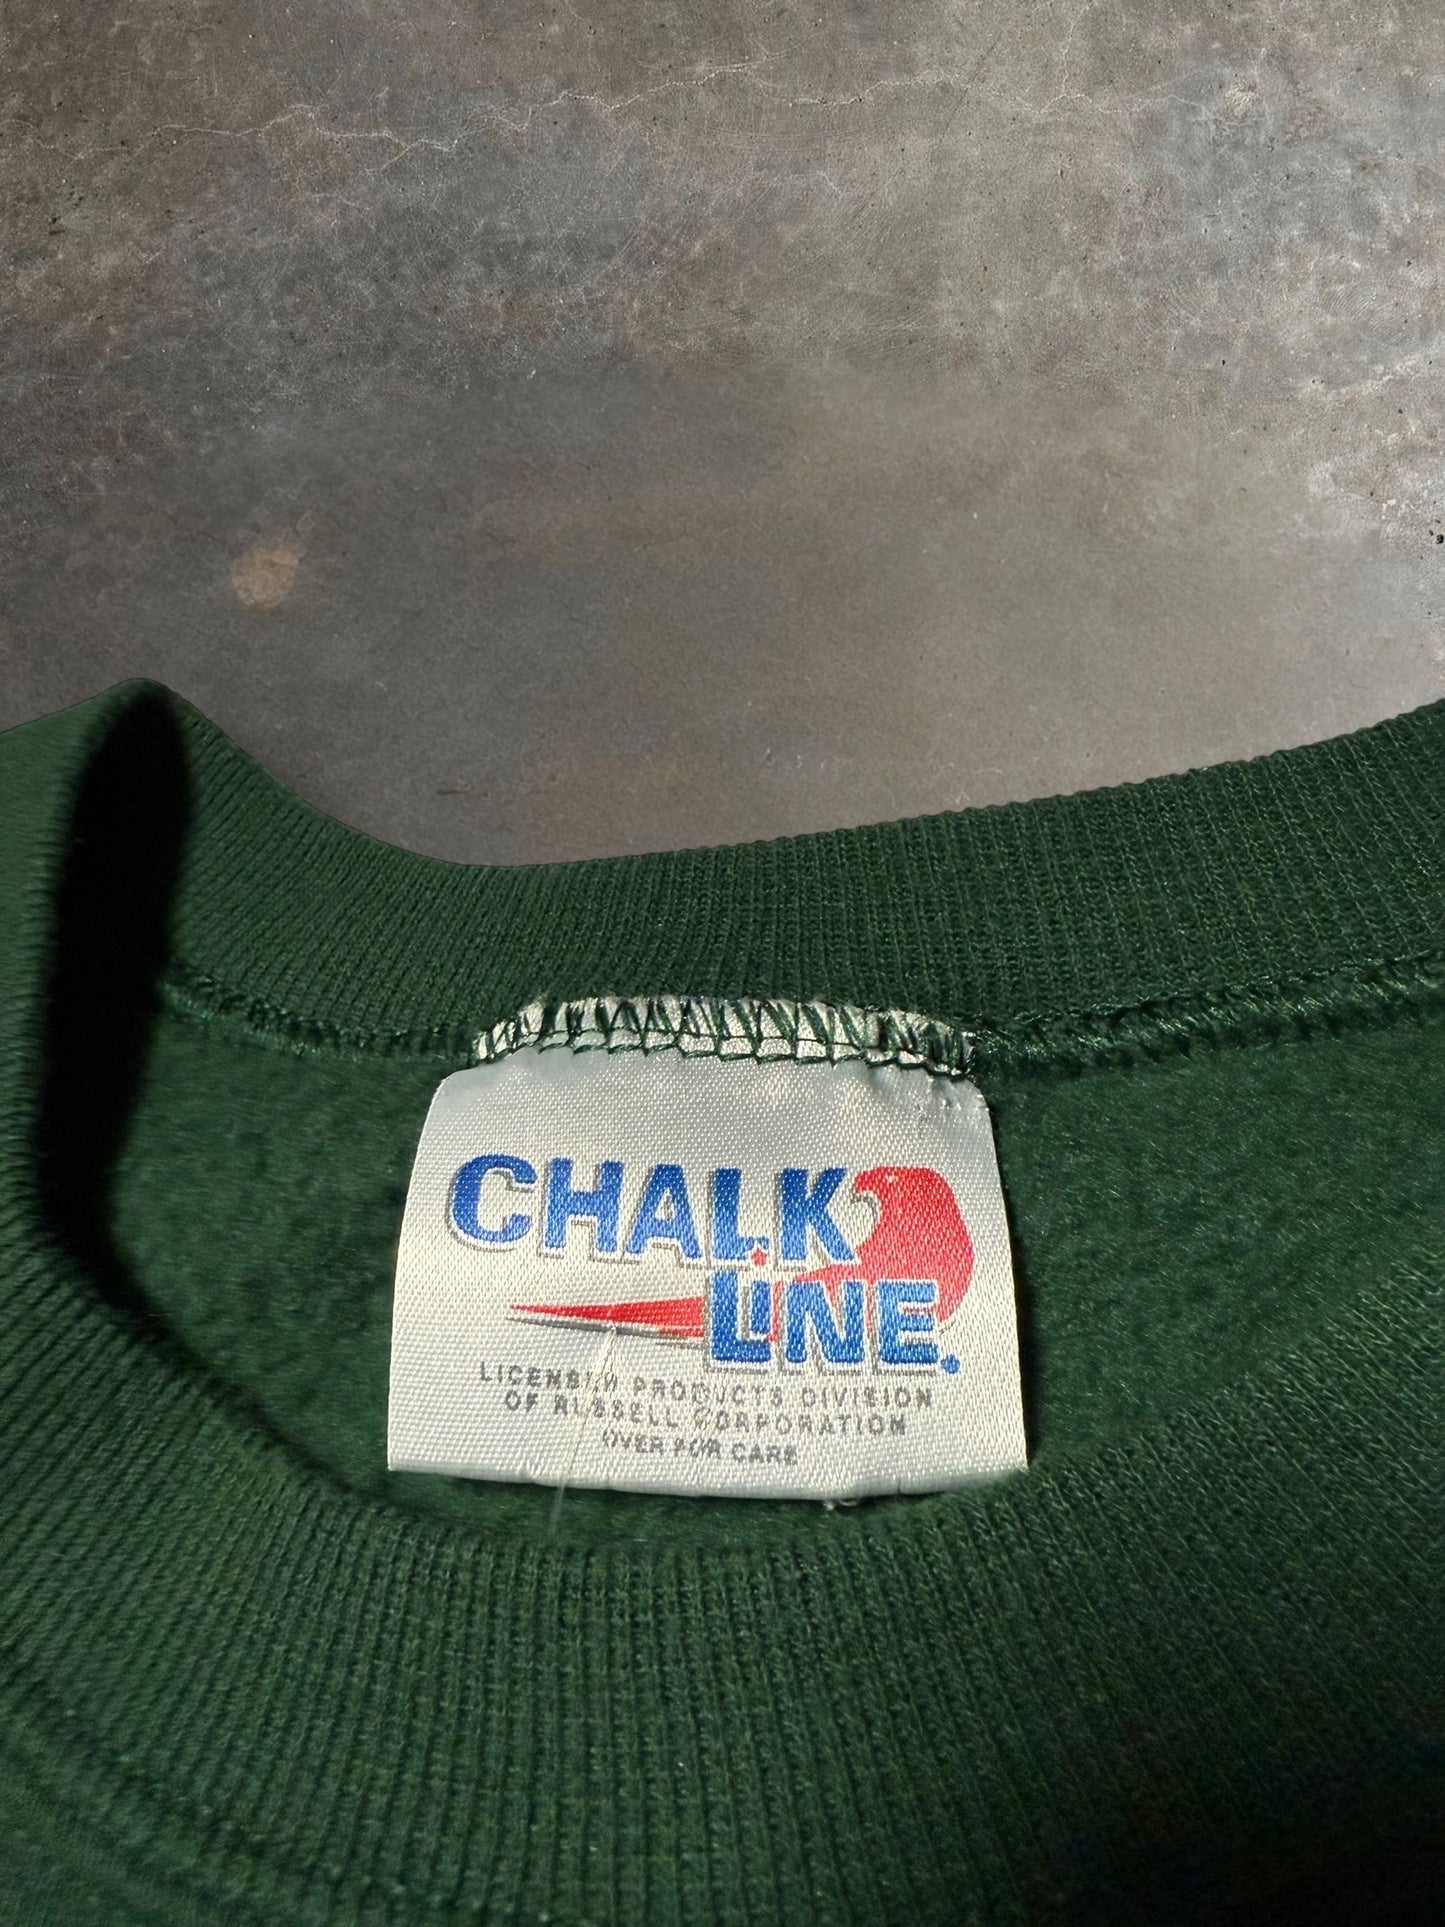 CHALK
LINE.
LICENSED PRODUCTS DIVISION
OF RUSSELL CORPORATION
OVER FOR CARE